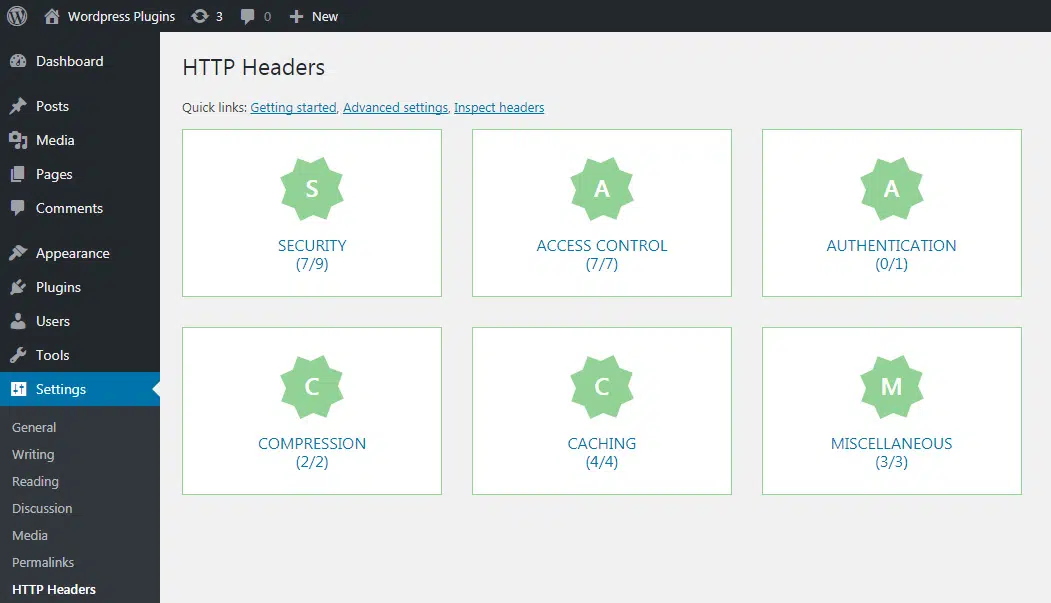 Wordpress Plugins 3 0 New
Dashboard
Posts
Media
Pages
Comments
Appearance
Plugins
Users
Tools
Settings
General
Writing
Reading
Discussion
Media
Permalinks
HTTP Headers
HTTP Headers
Quick links: Getting started, Advanced settings, Inspect headers
S
SECURITY
(7/9)
A
ACCESS CONTROL
(7/7)
A
AUTHENTICATION
(0/1)
C
COMPRESSION
(2/2)
C
CACHING
(4/4)
M
MISCELLANEOUS
(3/3)